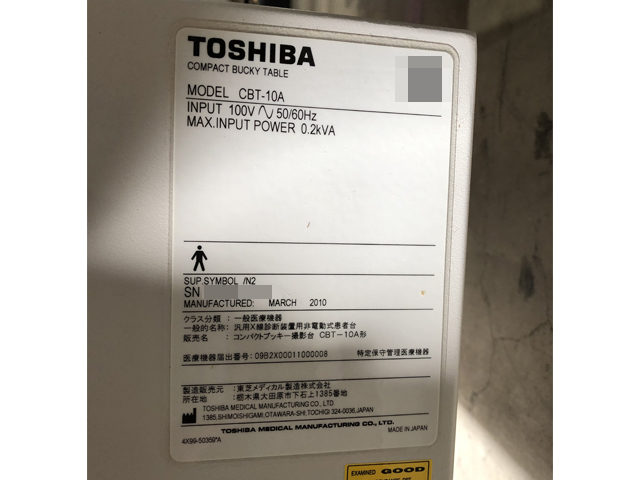 TOSHIBA
COMPACT BUCKY TABLE
MODEL CBT-10A
INPUT 100V 50/60Hz
MAX.INPUT POWER 0.2kVA
SUP.SYMBOL /N2
SN
MANUFACTURED: MARCH 2010
クラス分類 : 一般医療機器
一般的名称 : 汎用X線診断装置用非電動式患者台
販売名 : コンパクトブッキー撮影台 CBT-10A形
医療機器届出番号 : 09B2X00011000008 特定保守管理医療機器
製造販売元 : 東芝メディカル製造株式会社
所在地 : 栃木県大田原市下石上1385番地
TOSHIBA MEDICAL MANUFACTURING CO., LTD.
1385,SHIMOISHIGAMI,OTAWARA-SHI,TOCHIGI 324-0036,JAPAN
TOSHIBA MEDICAL MANUFACTURING CO., LTD.
4X99-50359*A MADE IN JAPAN
EXAMINED GOOD